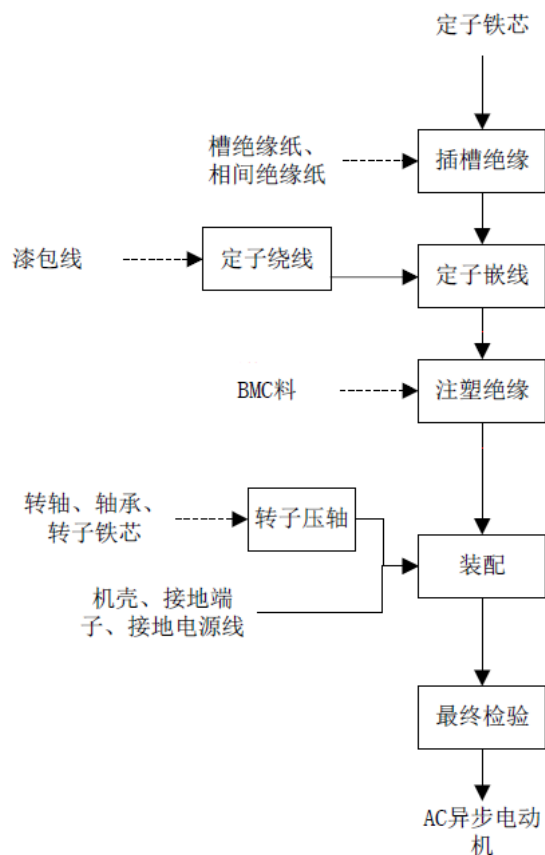 定子铁芯
槽绝缘纸、
相间绝缘纸
插槽绝缘
漆包线
定子绕线
定子嵌线
BMC料
注塑绝缘
转轴、轴承、
转子铁芯
转子压轴
装配
机壳、接地端
子、接地电源线
最终检验
AC异步电动
机